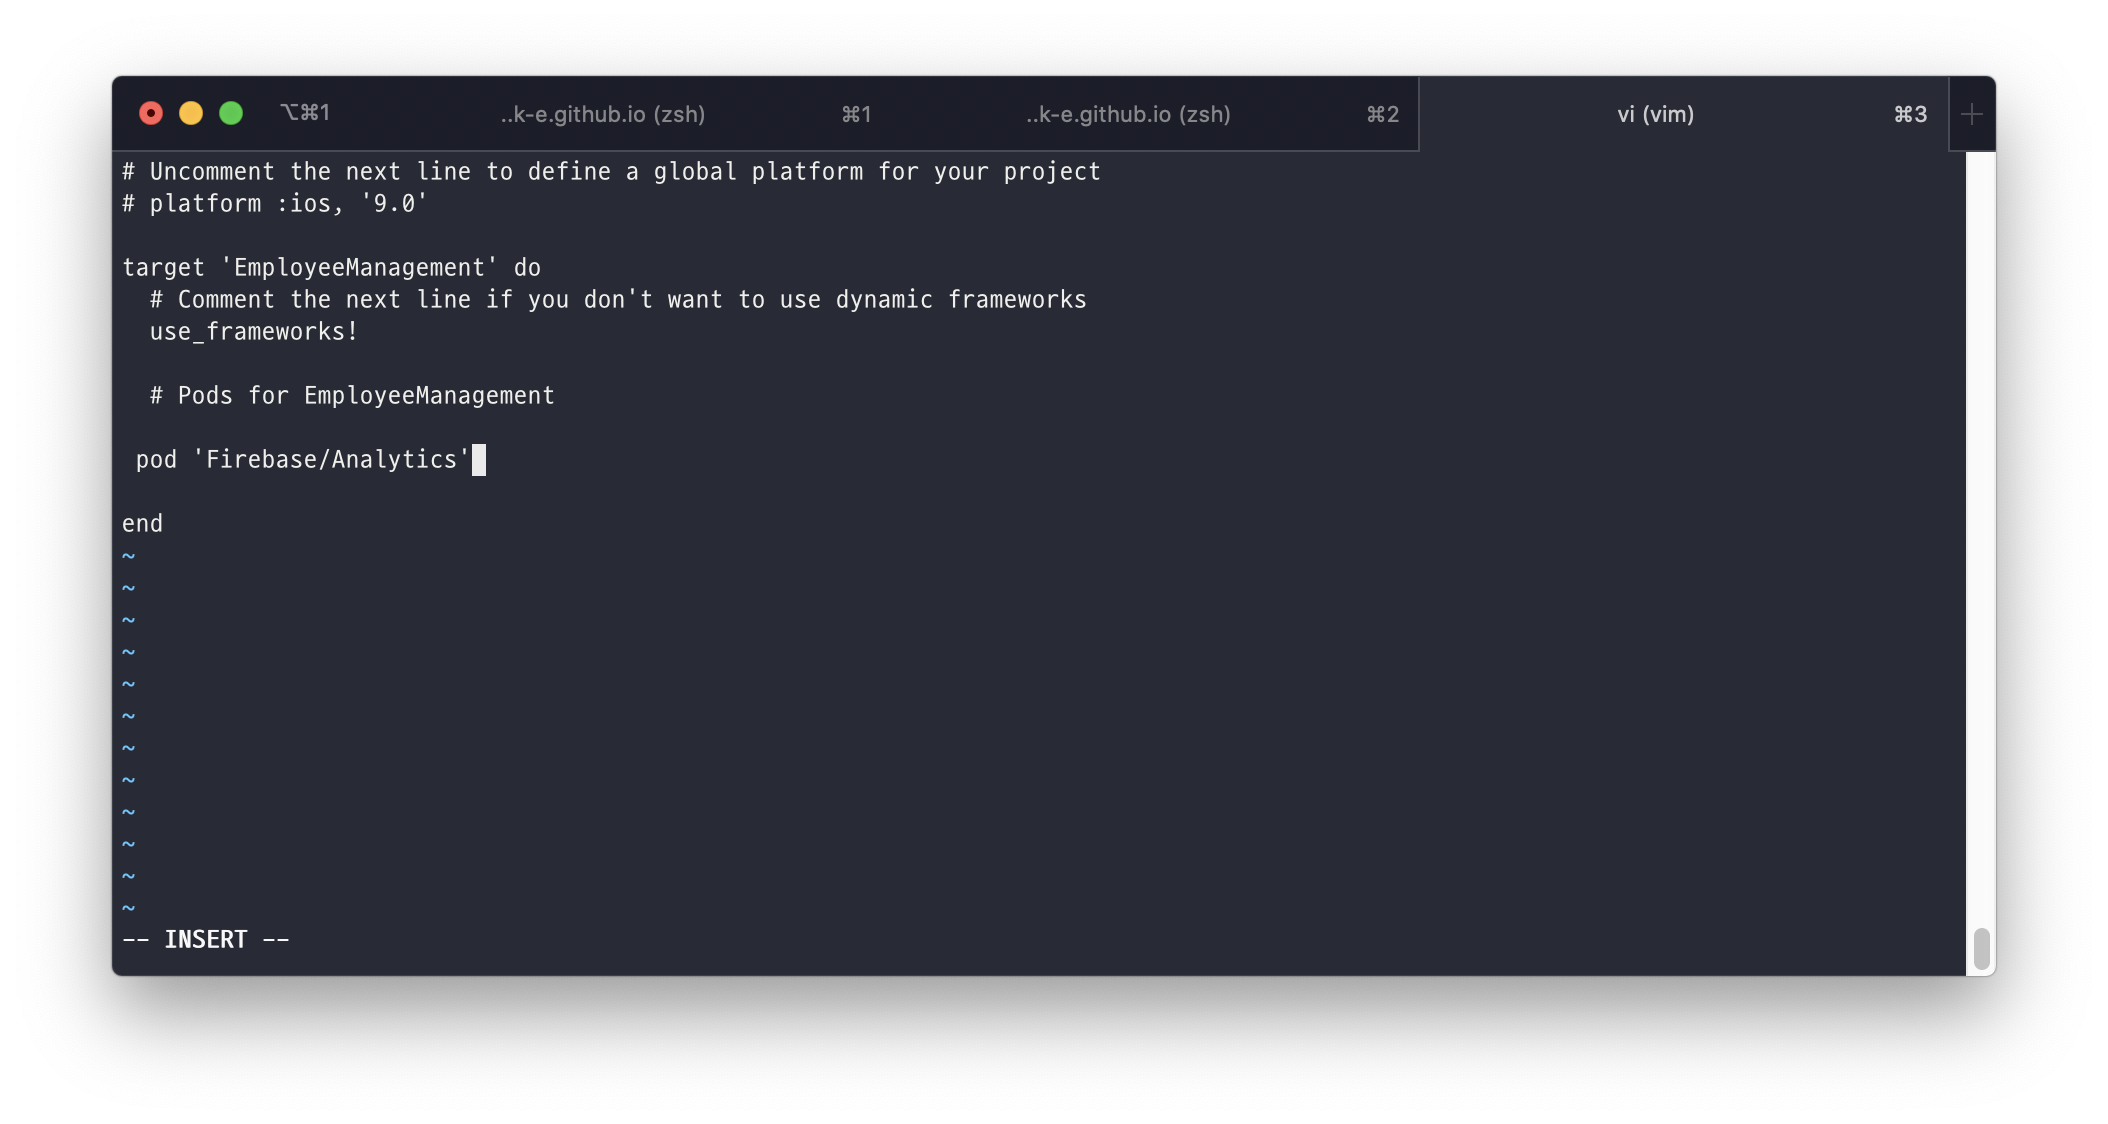 ⌥⌘1 ..k-e.github.io (zsh) ⌘1 ..k-e.github.io (zsh) ⌘2 vi (vim) ⌘3 +
# Uncomment the next line to define a global platform for your project
# platform :ios, '9.0'
target 'EmployeeManagement' do
  # Comment the next line if you don't want to use dynamic frameworks
  use_frameworks!
  # Pods for EmployeeManagement
 pod 'Firebase/Analytics'
end
~
~
~
~
~
~
~
~
~
~
~
~
-- INSERT --